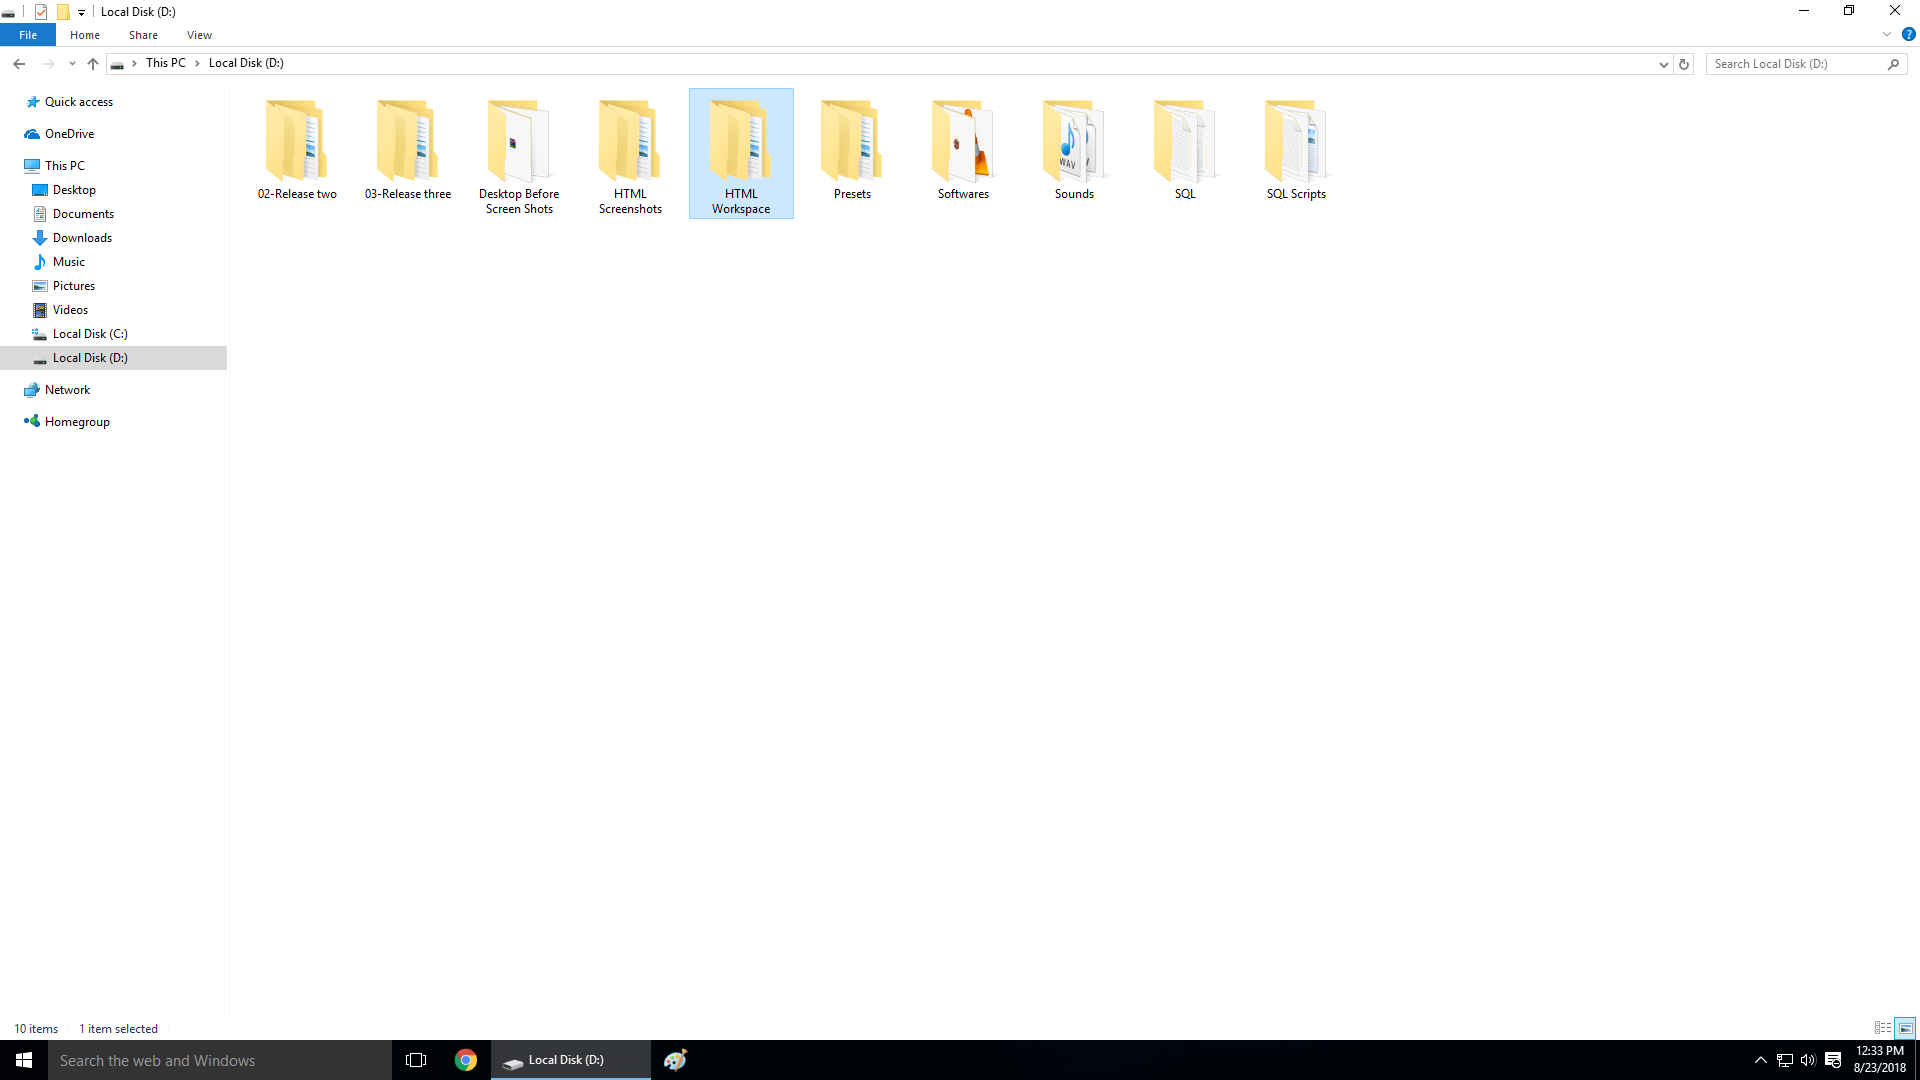 Local Disk (D:)
File Home Share View
This PC Local Disk (D:)
Search Local Disk (D:)
Quick access
OneDrive
This PC
Desktop
Documents
Downloads
Music
Pictures
Videos
Local Disk (C:)
Local Disk (D:)
Network
Homegroup
02-Release two
03-Release three
Desktop Before
Screen Shots
HTML
Screenshots
HTML
Workspace
Presets
Softwares
WAV
Sounds
SQL
SQL Scripts
10 items 1 item selected
Search the web and Windows
Local Disk (D:)
12:33 PM
8/23/2018